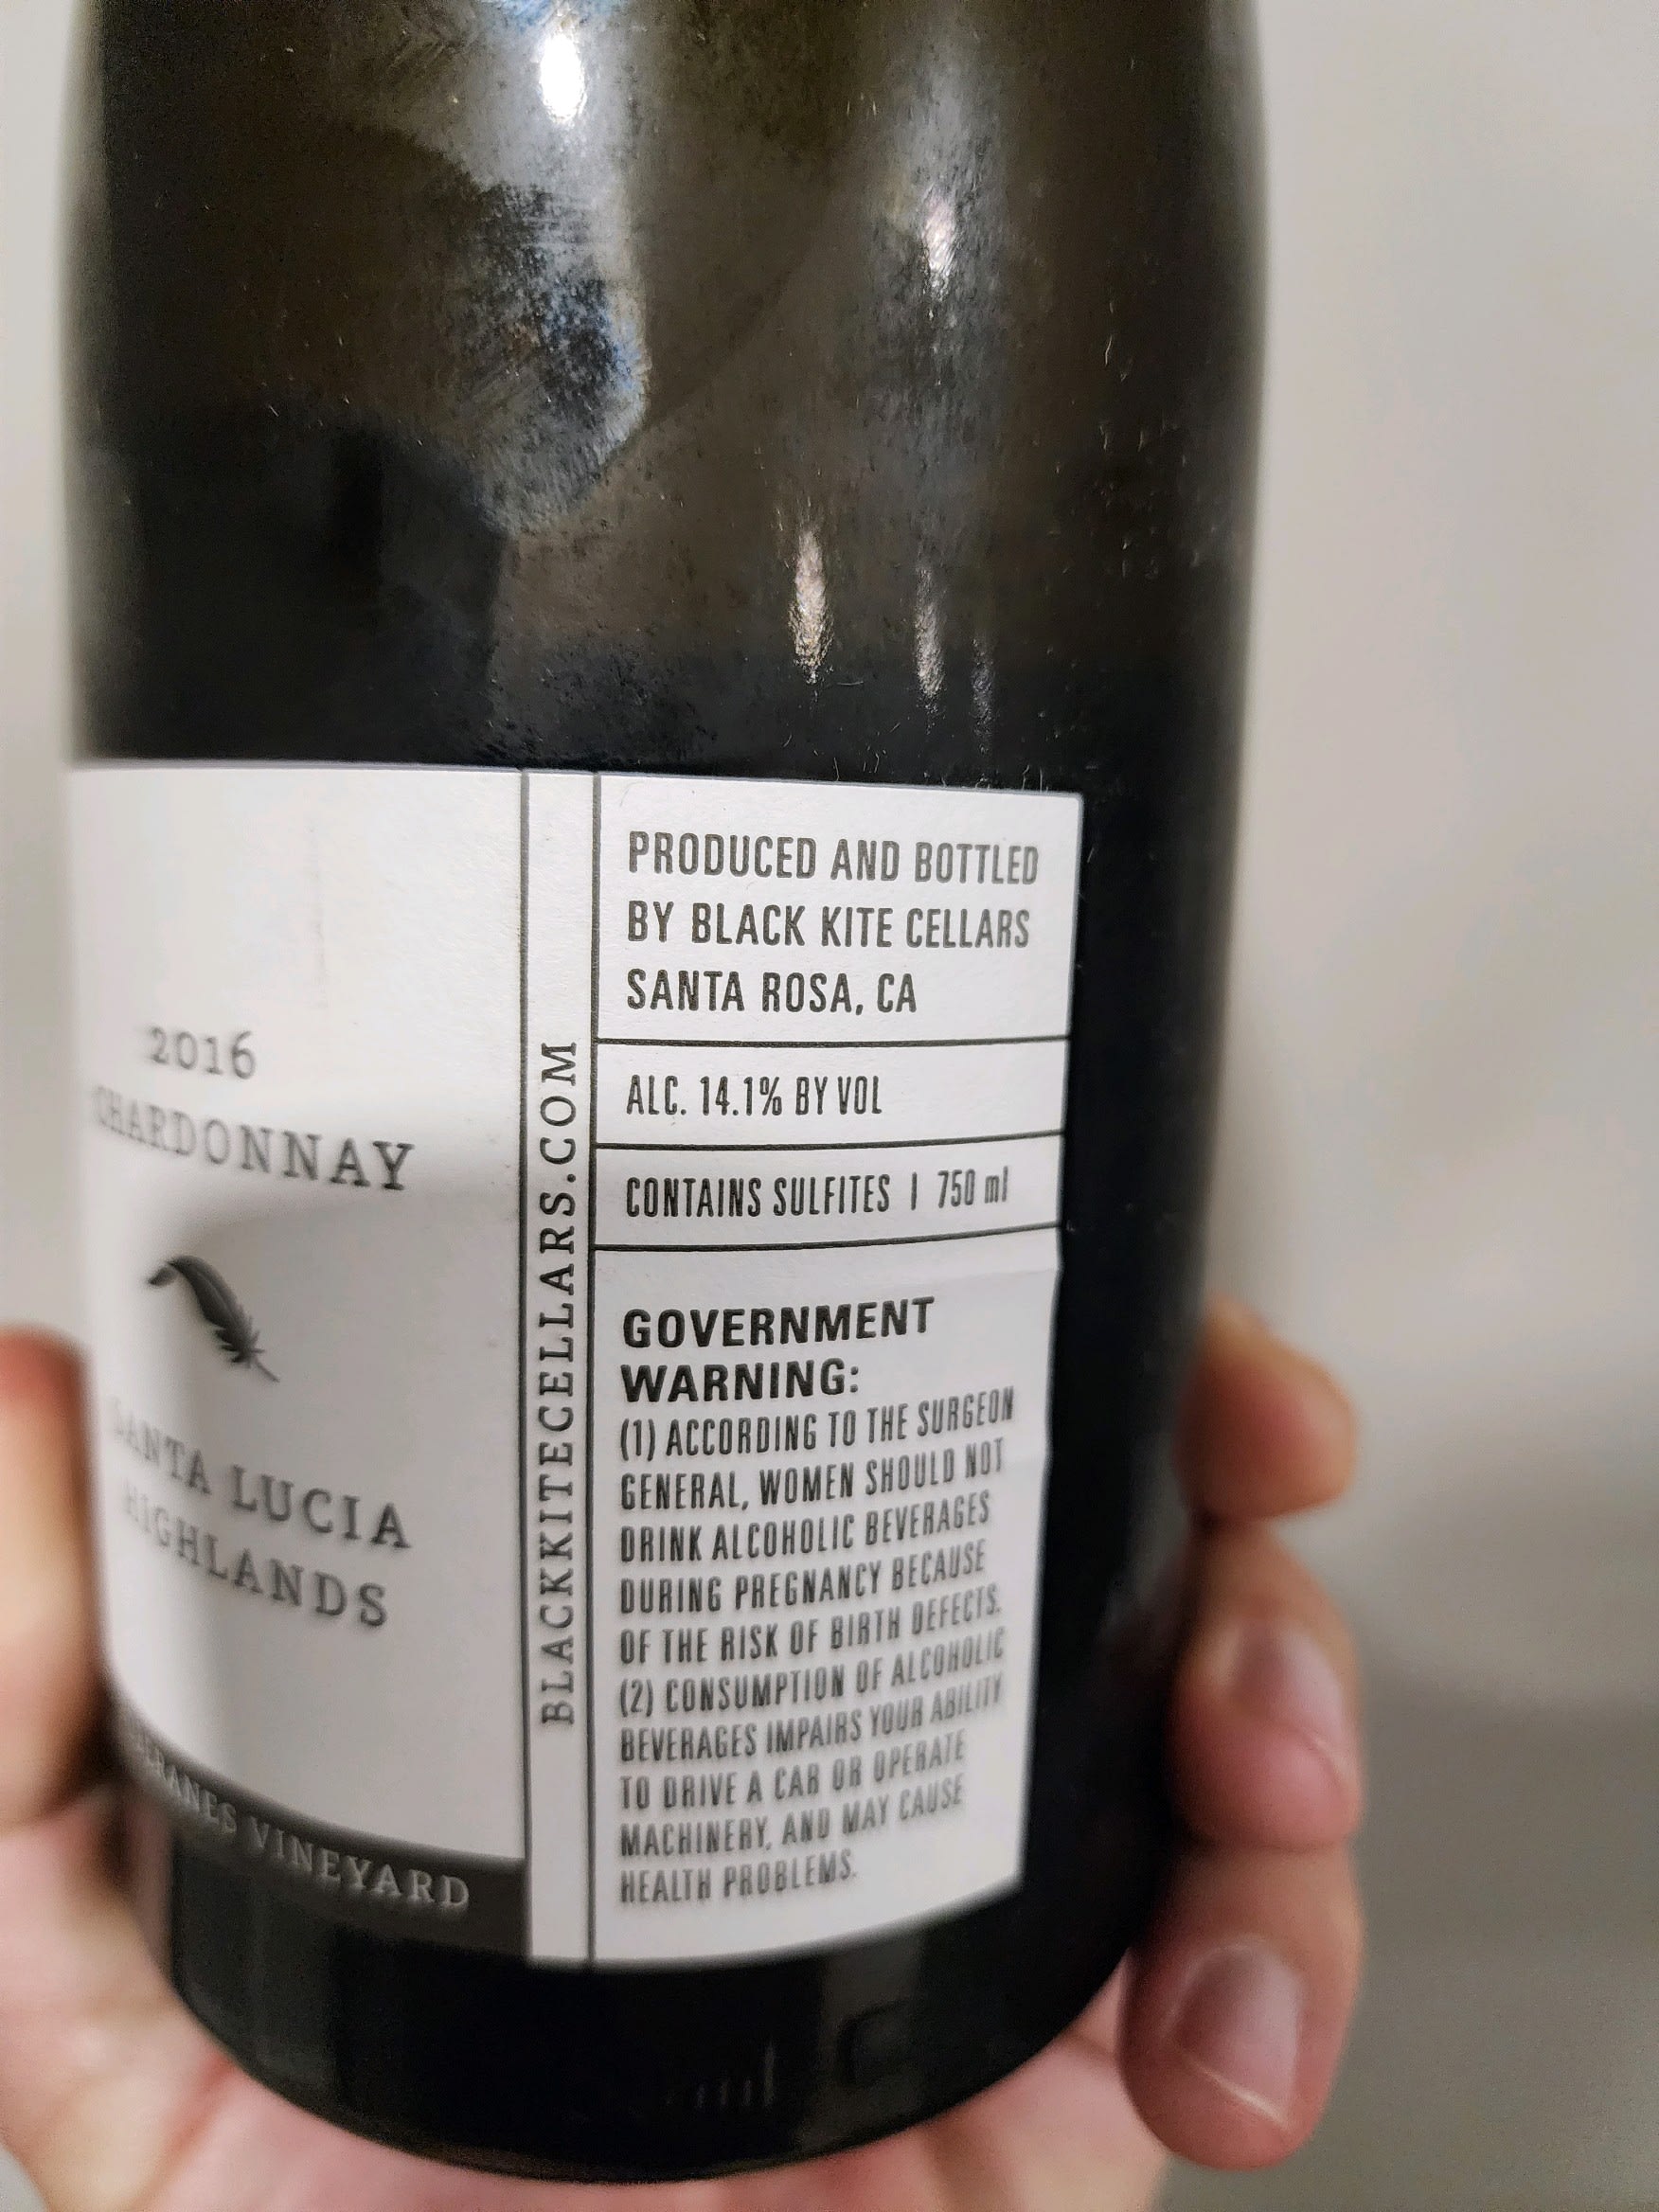 2016
CHARDONNAY
SANTA LUCIA
HIGHLANDS
VINEYARD
BLACKKITECELLARS.COM
PRODUCED AND BOTTLED
BY BLACK KITE CELLARS
SANTA ROSA, CA
ALC. 14.1% BY VOL
CONTAINS SULFITES | 750 ml
GOVERNMENT
WARNING:
(1) ACCORDING TO THE SURGEON
GENERAL, WOMEN SHOULD NOT
DRINK ALCOHOLIC BEVERAGES
DURING PREGNANCY BECAUSE
OF THE RISK OF BIRTH DEFECTS.
(2) CONSUMPTION OF ALCOHOLIC
BEVERAGES IMPAIRS YOUR ABILITY
TO DRIVE A CAR OR OPERATE
MACHINERY, AND MAY CAUSE
HEALTH PROBLEMS.